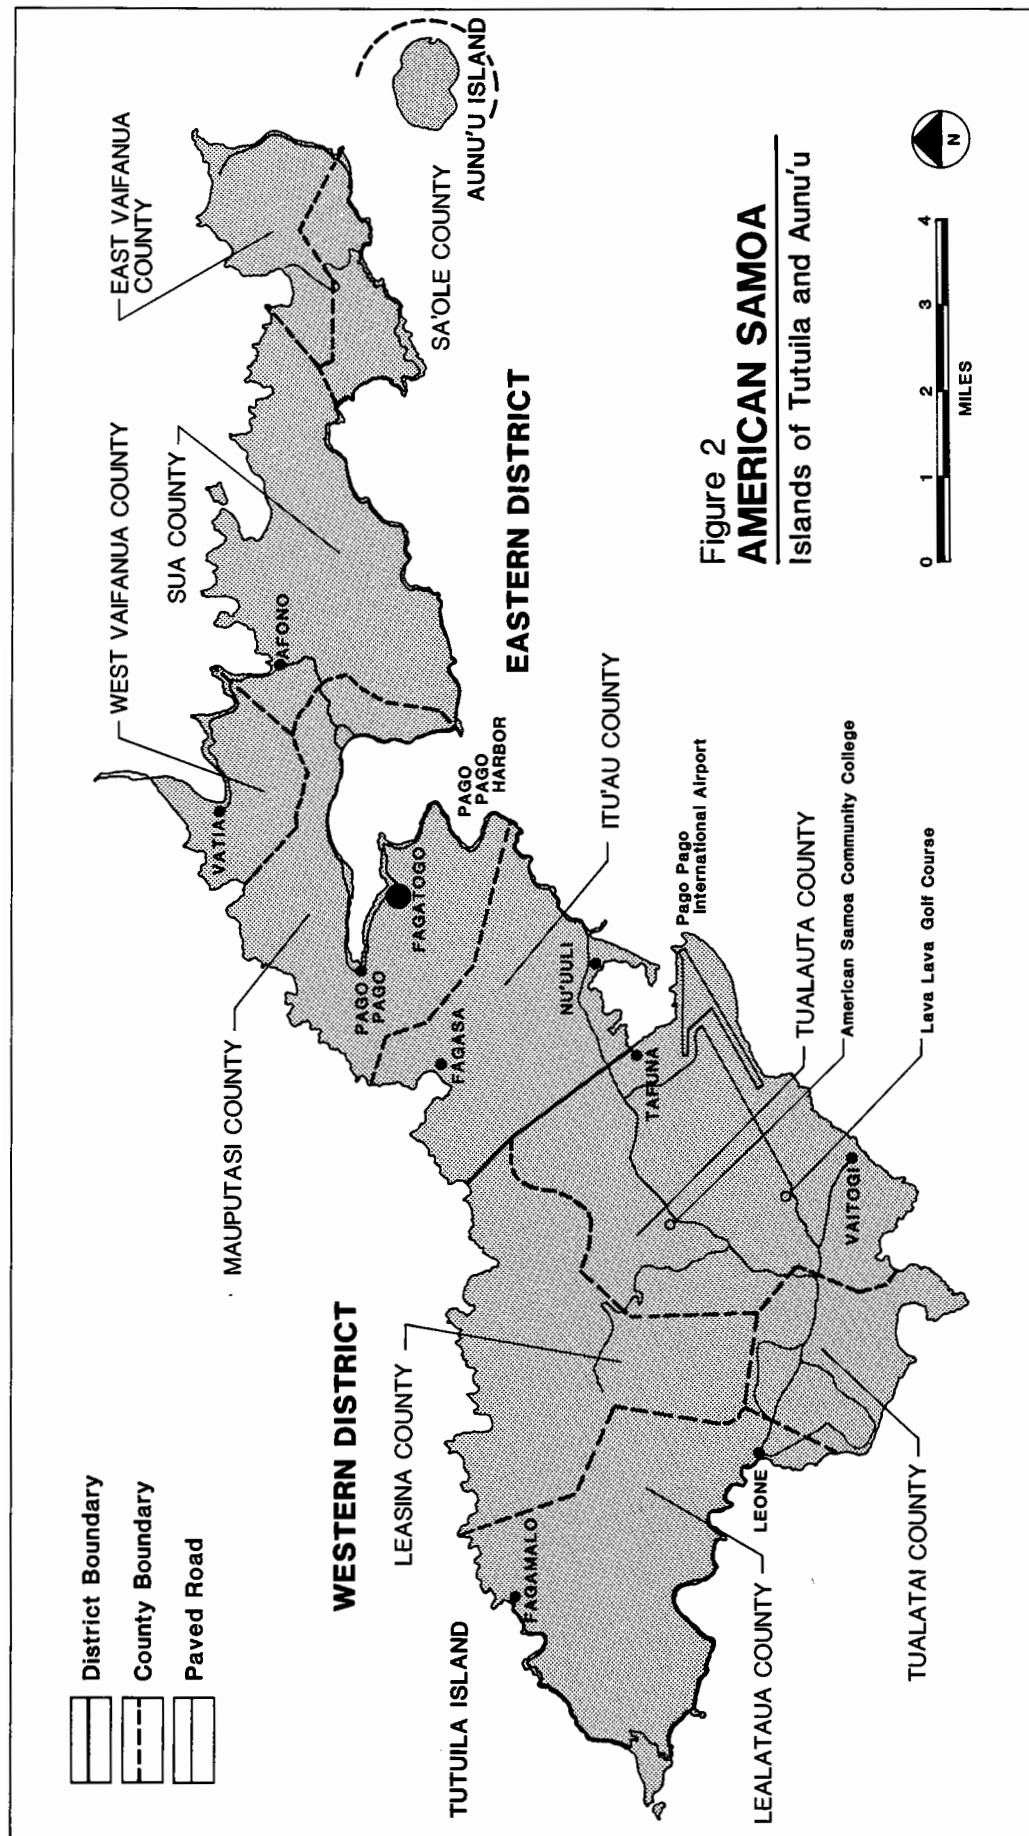 District Boundary
County Boundary
Paved Road
WESTERN DISTRICT
TUTUILA ISLAND
LEASINA COUNTY
MAUPUTASI COUNTY
WEST VAIFANUA COUNTY
SUA COUNTY
EAST VAIFANUA
COUNTY
VATIA
AFONO
PAGO
PAGO
FAGATOGO
FAGASA
PAGO
PAGO
HARBOR
SA'OLE COUNTY
AUNU'U ISLAND
EASTERN DISTRICT
ITU'AU COUNTY
NU'UULI
TAFUNA
Pago Pago
International Airport
FAGAMALO
LEONE
VAITOGI
TUALAUTA COUNTY
American Samoa Community College
Lava Lava Golf Course
LEALATAUA COUNTY
TUALATAI COUNTY
Figure 2
AMERICAN SAMOA
Islands of Tutuila and Aunu'u
0 1 2 3 4
MILES
N